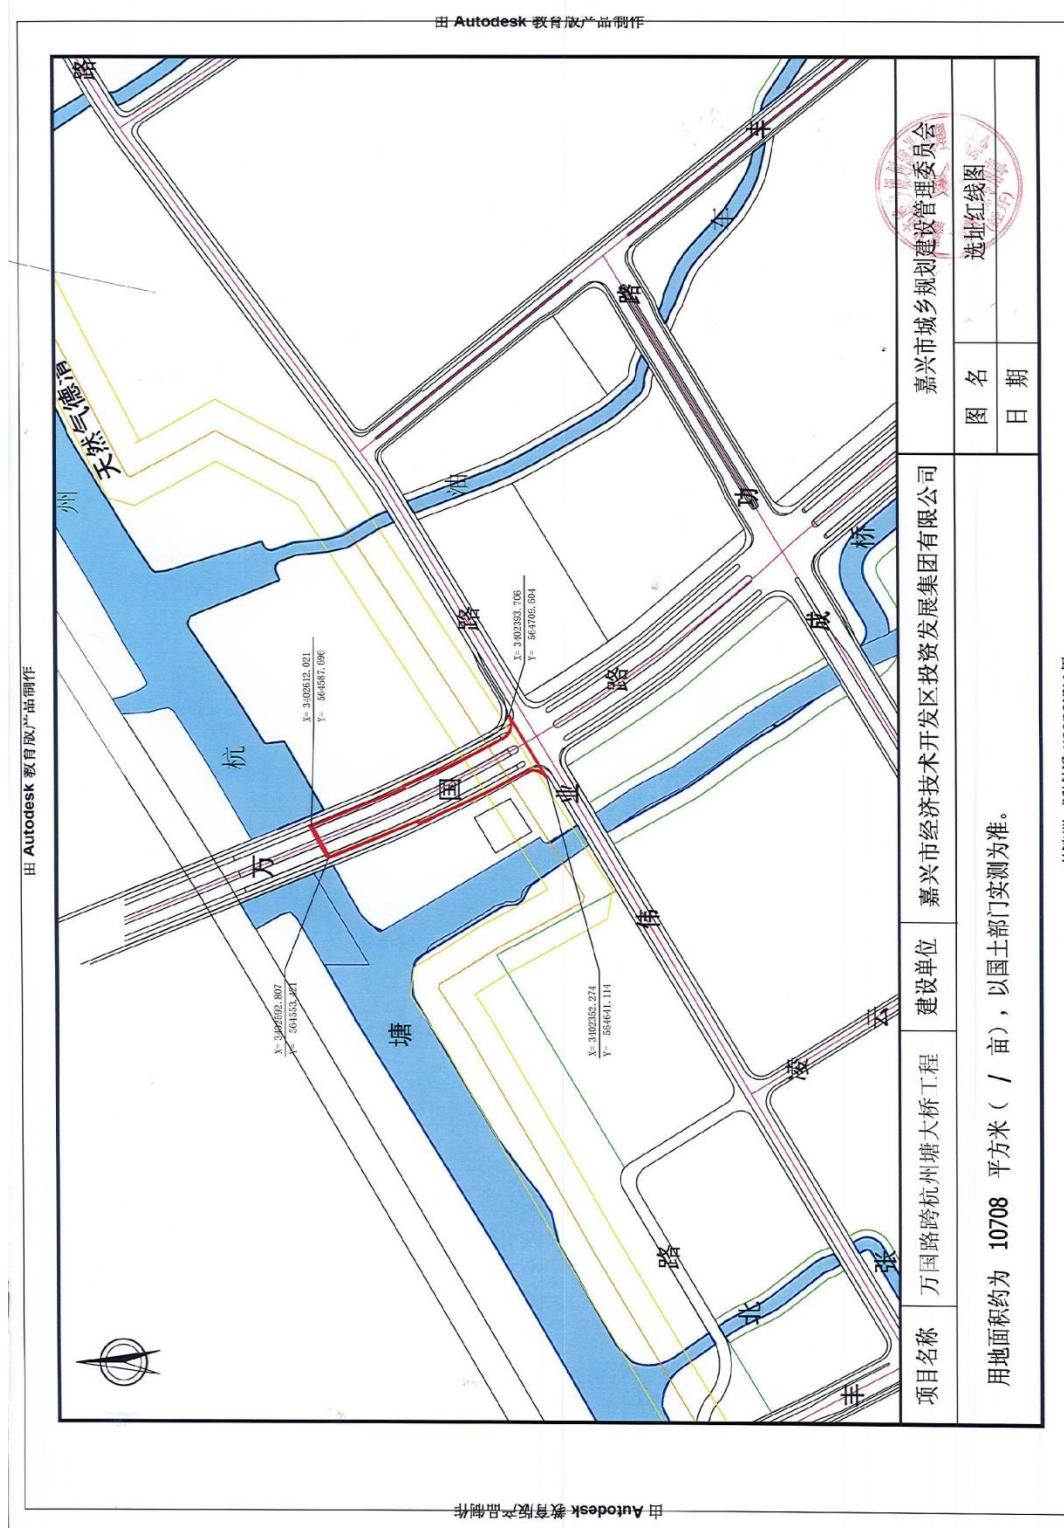 由 Autodesk 教育版产品制作
由 Autodesk 教育版产品制作
由 Autodesk 教育版产品制作
天然气德清
杭
州
塘
万
国
路
伟
业
路
成
功
路
凌
云
北
路
丰
张
桥
油
车
丰
路
X= 3402612.021
Y= 564587.696
X= 3402393.706
Y= 564709.604
X= 3402592.807
Y= 564553.421
X= 3402352.274
Y= 564641.114
项目名称
万国路跨杭州塘大桥工程
建设单位
嘉兴市经济技术开发区投资发展集团有限公司
嘉兴市城乡规划建设管理委员会
用地面积约为 10708 平方米（ / 亩），以国土部门实测为准。
图 名
选址红线图
日 期